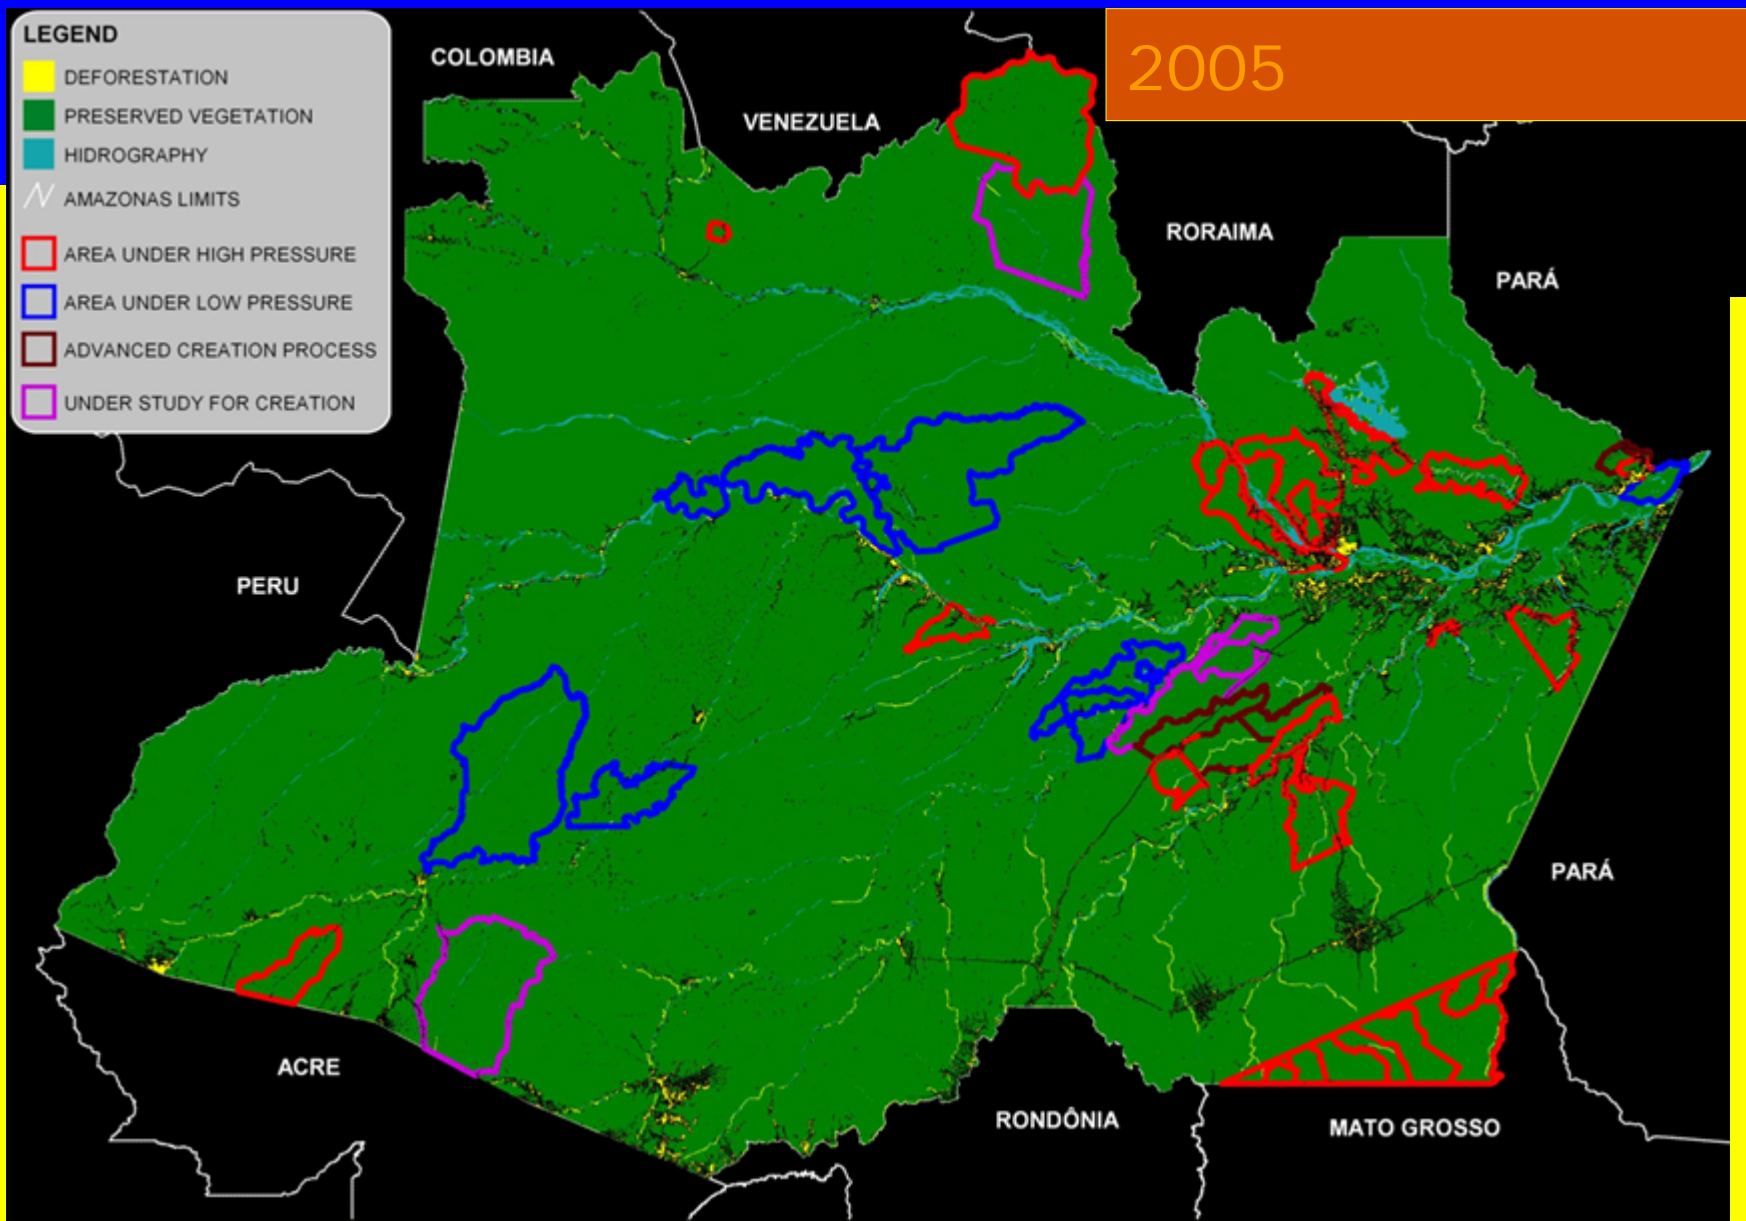 LEGEND
DEFORESTATION
PRESERVED VEGETATION
HIDROGRAPHY
AMAZONAS LIMITS
AREA UNDER HIGH PRESSURE
AREA UNDER LOW PRESSURE
ADVANCED CREATION PROCESS
UNDER STUDY FOR CREATION
2005
COLOMBIA
VENEZUELA
RORAIMA
PARÁ
PERU
PARÁ
ACRE
RONDÔNIA
MATO GROSSO